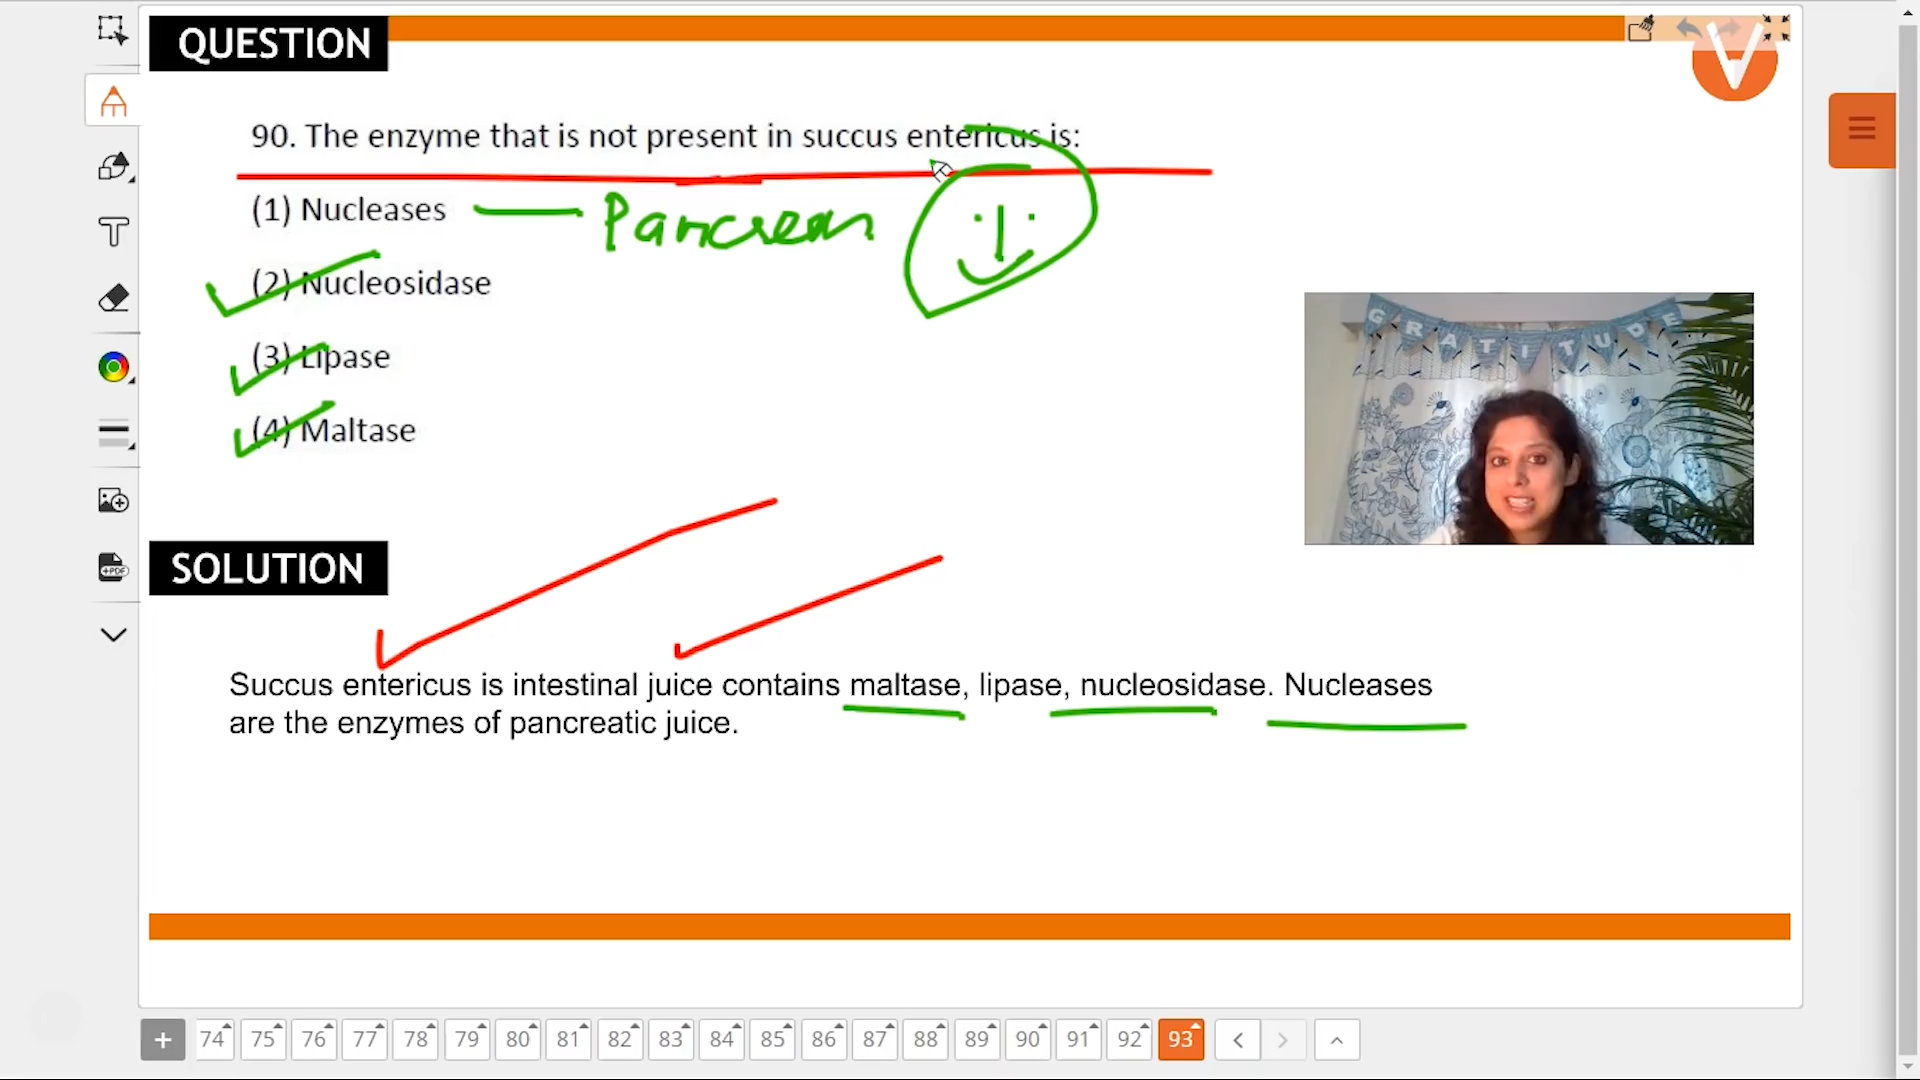 QUESTION
90. The enzyme that is not present in succus entericus is:
(1) Nucleases
Pancreas
(2) Nucleosidase
(3) Lipase
(4) Maltase
GRATITUDE
SOLUTION
Succus entericus is intestinal juice contains maltase, lipase, nucleosidase. Nucleases
are the enzymes of pancreatic juice.
+PDF
74 75 76 77 78 79 80 81 82 83 84 85 86 87 88 89 90 91 92 93